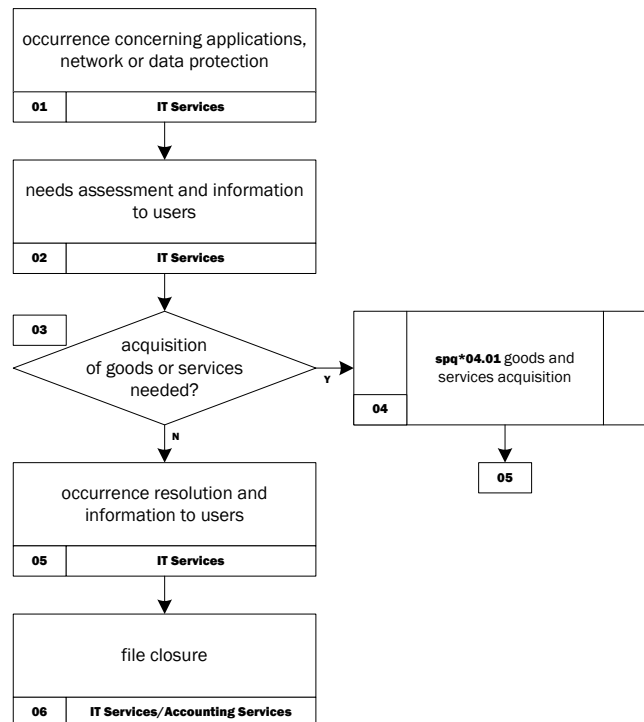 occurrence concerning applications,
network or data protection
01 IT Services
needs assessment and information
to users
02 IT Services
03
acquisition
of goods or services
needed?
Y
N
spq*04.01 goods and
services acquisition
04
05
occurrence resolution and
information to users
05 IT Services
file closure
06 IT Services/Accounting Services